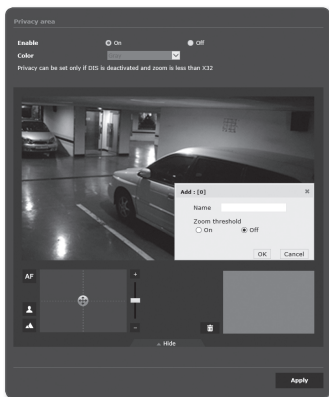 Privacy area
Enable On Off
Color
Privacy can be set only if DIS is deactivated and zoom is less than X32
Add : [0] ×
Name
Zoom threshold
On Off
OK Cancel
AF
+
−
Hide
Apply